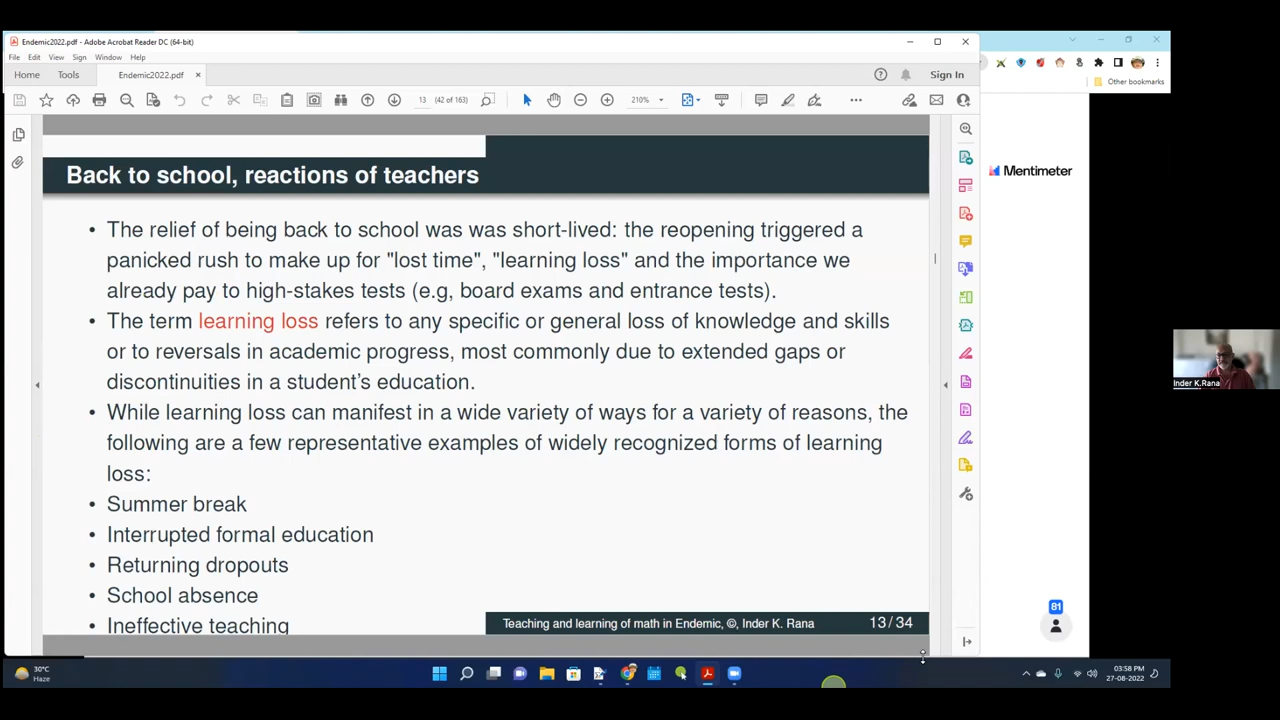 Endemic2022.pdf - Adobe Acrobat Reader DC (64-bit)
File Edit View Sign Window Help
Home Tools Endemic2022.pdf × Sign In
13 (42 of 163) 210%
Other bookmarks
Mentimeter
Back to school, reactions of teachers
• The relief of being back to school was was short-lived: the reopening triggered a
panicked rush to make up for "lost time", "learning loss" and the importance we
already pay to high-stakes tests (e.g, board exams and entrance tests).
• The term learning loss refers to any specific or general loss of knowledge and skills
or to reversals in academic progress, most commonly due to extended gaps or
discontinuities in a student's education.
• While learning loss can manifest in a wide variety of ways for a variety of reasons, the
following are a few representative examples of widely recognized forms of learning
loss:
• Summer break
• Interrupted formal education
• Returning dropouts
• School absence
• Ineffective teaching
Teaching and learning of math in Endemic, ©, Inder K. Rana 13 / 34
81
Inder K.Rana
30°C
Haze
03:58 PM
27-08-2022